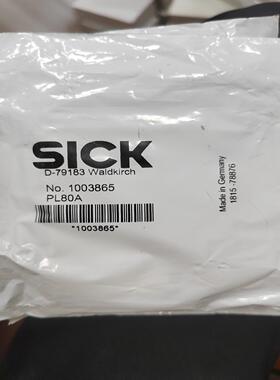 SICK
D-79183 Waldkirch
No. 1003865
PL80A
*1003865*
Made in Germany
1815 -78876